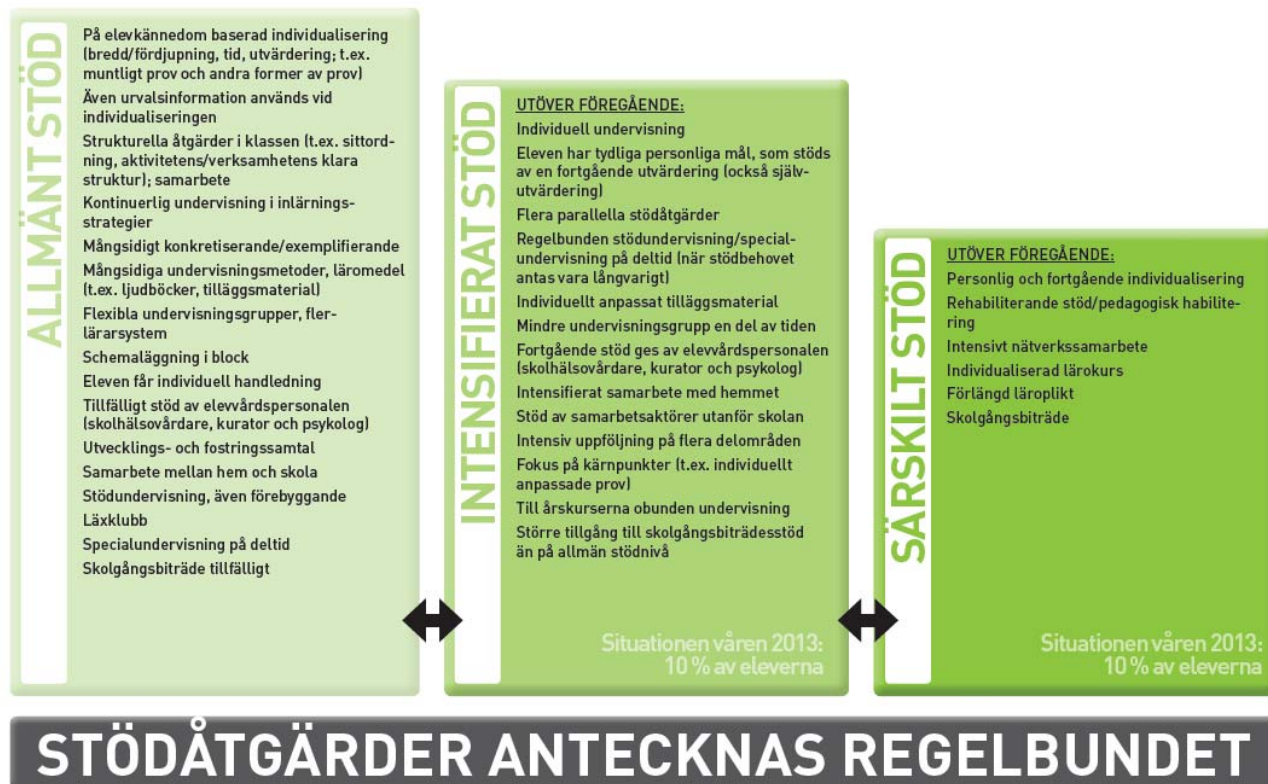 ALLMÄNT STÖD
På elevkännedom baserad individualisering
(bredd/fördjupning, tid, utvärdering; t.ex.
muntligt prov och andra former av prov)
Även urvalsinformation används vid
individualiseringen
Strukturella åtgärder i klassen (t.ex. sittord-
ning, aktivitetens/verksamhetens klara
struktur); samarbete
Kontinuerlig undervisning i inlärnings-
strategier
Mångsidigt konkretiserande/exemplifierande
Mångsidiga undervisningsmetoder, läromedel
(t.ex. ljudböcker, tilläggsmaterial)
Flexibla undervisningsgrupper, fler-
lärarsystem
Schemaläggning i block
Eleven får individuell handledning
Tillfälligt stöd av elevvårdspersonalen
(skolhälsovårdare, kurator och psykolog)
Utvecklings- och fostringssamtal
Samarbete mellan hem och skola
Stödundervisning, även förebyggande
Läxklubb
Specialundervisning på deltid
Skolgångsbiträde tillfälligt
INTENSIFIERAT STÖD
UTÖVER FÖREGÅENDE:
Individuell undervisning
Eleven har tydliga personliga mål, som stöds
av en fortgående utvärdering (också själv-
utvärdering)
Flera parallella stödåtgärder
Regelbunden stödundervisning/special-
undervisning på deltid (när stödbehovet
antas vara långvarigt)
Individuellt anpassat tilläggsmaterial
Mindre undervisningsgrupp en del av tiden
Fortgående stöd ges av elevvårdspersonalen
(skolhälsovårdare, kurator och psykolog)
Intensifierat samarbete med hemmet
Stöd av samarbetsaktörer utanför skolan
Intensiv uppföljning på flera delområden
Fokus på kärnpunkter (t.ex. individuellt
anpassade prov)
Till årskurserna obunden undervisning
Större tillgång till skolgångsbiträdesstöd
än på allmän stödnivå
Situationen våren 2013:
10 % av eleverna
SÄRSKILT STÖD
UTÖVER FÖREGÅENDE:
Personlig och fortgående individualisering
Rehabiliterande stöd/pedagogisk habilite-
ring
Intensivt nätverkssamarbete
Individualiserad lärokurs
Förlängd läroplikt
Skolgångsbiträde
Situationen våren 2013:
10 % av eleverna
STÖDÅTGÄRDER ANTECKNAS REGELBUNDET